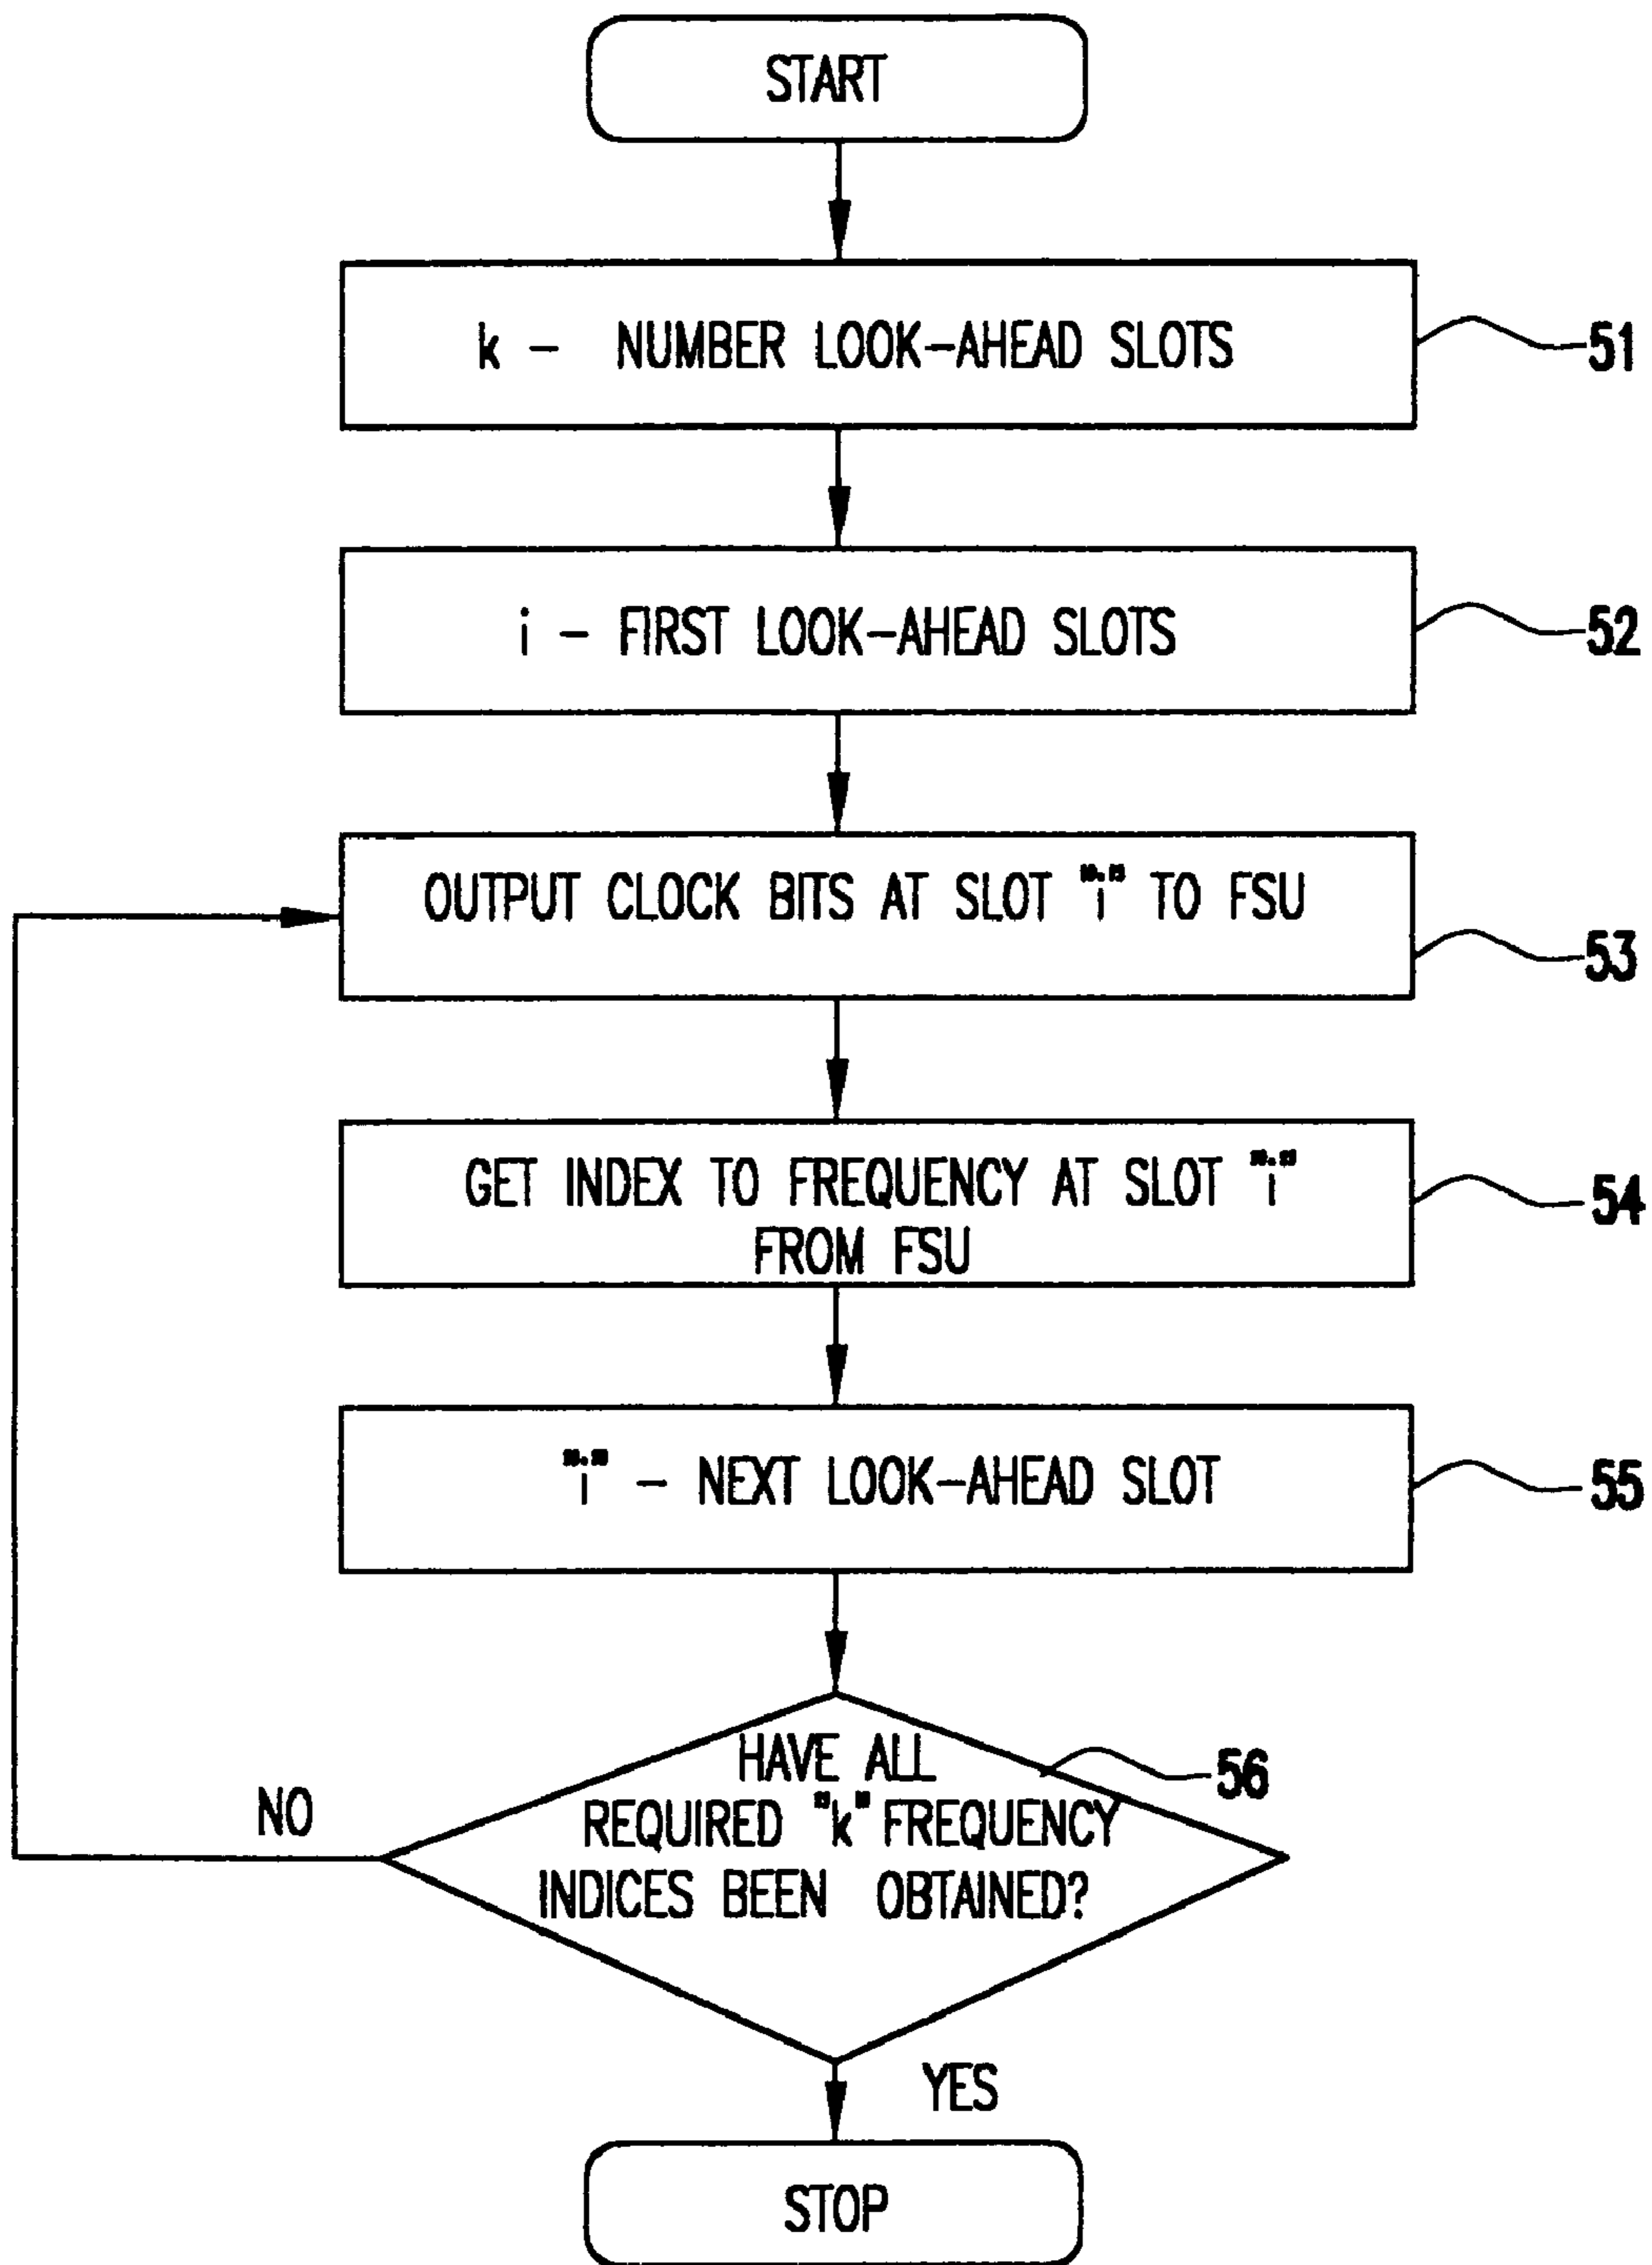 START
k - NUMBER LOOK-AHEAD SLOTS
51
i - FIRST LOOK-AHEAD SLOTS
52
OUTPUT CLOCK BITS AT SLOT "i" TO FSU
53
GET INDEX TO FREQUENCY AT SLOT "i"
FROM FSU
54
"i" - NEXT LOOK-AHEAD SLOT
55
HAVE ALL
REQUIRED "k" FREQUENCY
INDICES BEEN OBTAINED?
56
NO
YES
STOP